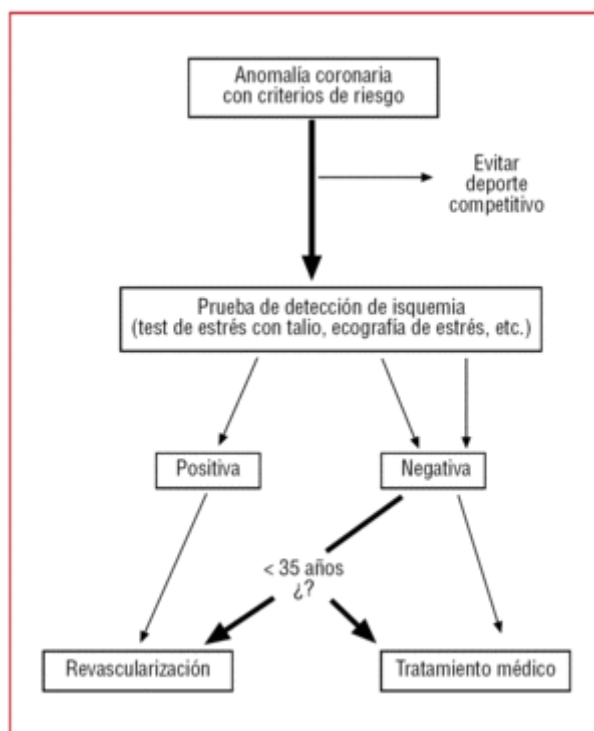 Anomalía coronaria
con criterios de riesgo
Evitar
deporte
competitivo
Prueba de detección de isquemia
(test de estrés con talio, ecografía de estrés, etc.)
Positiva
Negativa
< 35 años
¿?
Revascularización
Tratamiento médico